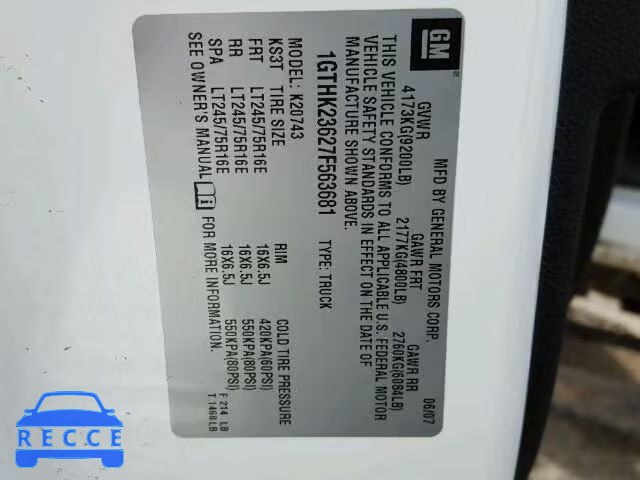 GM
MFD BY GENERAL MOTORS CORP. 06/07
GVWR GAWR FRT GAWR RR
4173KG(9200LB) 2177KG(4800LB) 2760KG(6084LB)
THIS VEHICLE CONFORMS TO ALL APPLICABLE U.S. FEDERAL MOTOR
VEHICLE SAFETY STANDARDS IN EFFECT ON THE DATE OF
MANUFACTURE SHOWN ABOVE.
1GTHK23627F563681 TYPE: TRUCK
MODEL: K20743
KS3T TIRE SIZE RIM COLD TIRE PRESSURE
FRT LT245/75R16E 16X6.5J 420KPA(60PSI)
RR LT245/75R16E 16X6.5J 550KPA(80PSI)
SPA LT245/75R16E 16X6.5J 550KPA(80PSI)
SEE OWNER'S MANUAL FOR MORE INFORMATION.
F 214 LB
T 1464LB
RECCE